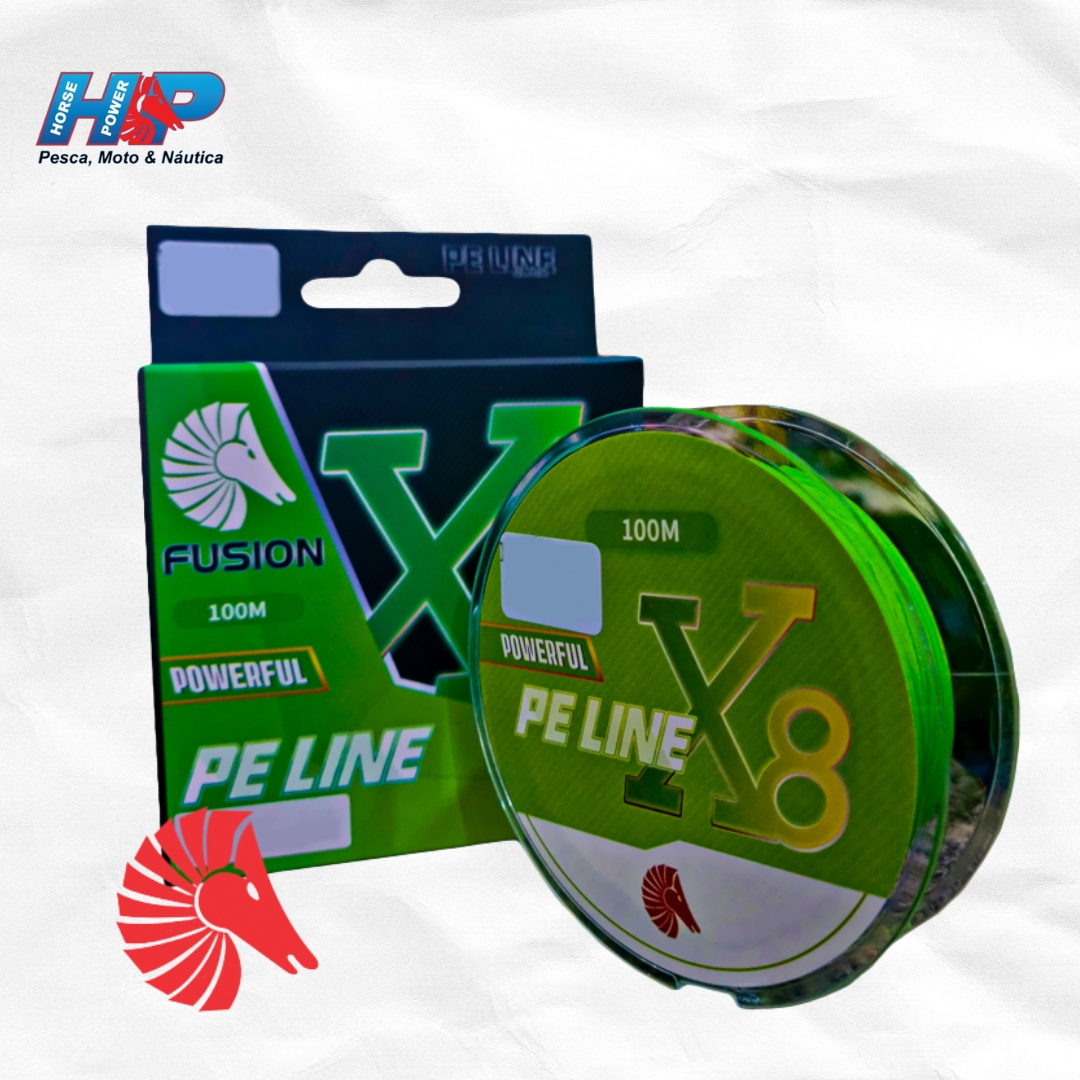 HORSE POWER
HP
Pesca, Moto & Náutica
PE LINE
FUSION
100M
POWERFUL
PE LINE
X
100M
POWERFUL
PE LINE
X8